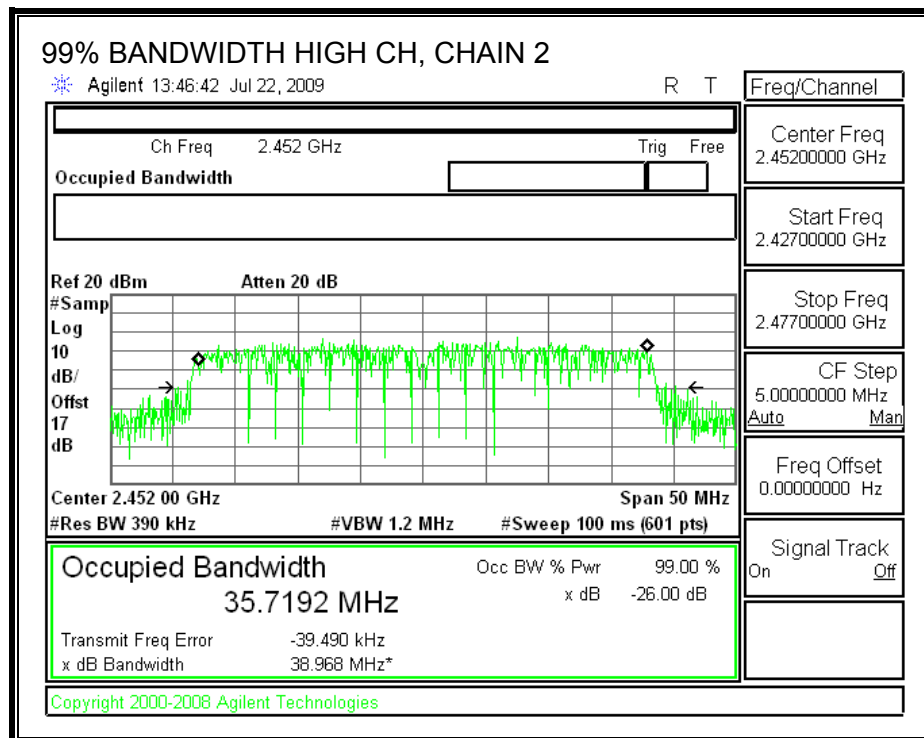 99% BANDWIDTH HIGH CH, CHAIN 2
Agilent 13:46:42 Jul 22, 2009 R T
Freq/Channel
Ch Freq 2.452 GHz Trig Free
Occupied Bandwidth
Center Freq
2.45200000 GHz
Start Freq
2.42700000 GHz
Stop Freq
2.47700000 GHz
CF Step
5.00000000 MHz
Auto Man
Freq Offset
0.00000000 Hz
Signal Track
On Off
Ref 20 dBm Atten 20 dB
#Samp
Log
10
dB/
Offst
17
dB
Center 2.452 00 GHz Span 50 MHz
#Res BW 390 kHz #VBW 1.2 MHz #Sweep 100 ms (601 pts)
Occupied Bandwidth Occ BW % Pwr 99.00 %
35.7192 MHz x dB -26.00 dB
Transmit Freq Error -39.490 kHz
x dB Bandwidth 38.968 MHz*
Copyright 2000-2008 Agilent Technologies